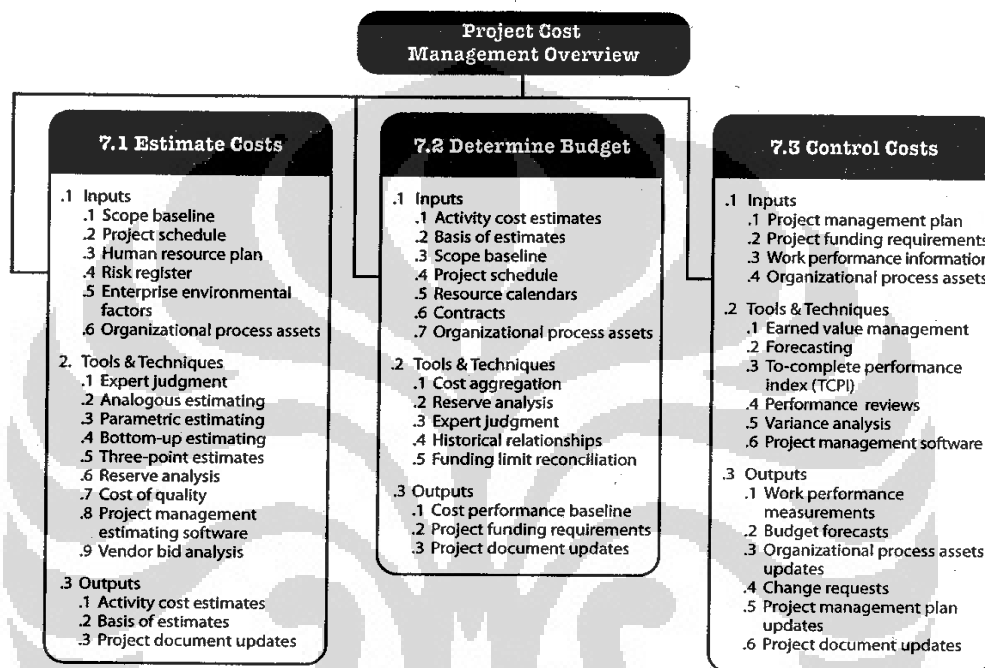 Project Cost
Management Overview
7.1 Estimate Costs
.1 Inputs
.1 Scope baseline
.2 Project schedule
.3 Human resource plan
.4 Risk register
.5 Enterprise environmental
factors
.6 Organizational process assets
2. Tools & Techniques
.1 Expert judgment
.2 Analogous estimating
.3 Parametric estimating
.4 Bottom-up estimating
.5 Three-point estimates
.6 Reserve analysis
.7 Cost of quality
.8 Project management
estimating software
.9 Vendor bid analysis
.3 Outputs
.1 Activity cost estimates
.2 Basis of estimates
.3 Project document updates
7.2 Determine Budget
.1 Inputs
.1 Activity cost estimates
.2 Basis of estimates
.3 Scope baseline
.4 Project schedule
.5 Resource calendars
.6 Contracts
.7 Organizational process assets
.2 Tools & Techniques
.1 Cost aggregation
.2 Reserve analysis
.3 Expert judgment
.4 Historical relationships
.5 Funding limit reconciliation
.3 Outputs
.1 Cost performance baseline
.2 Project funding requirements
.3 Project document updates
7.3 Control Costs
.1 Inputs
.1 Project management plan
.2 Project funding requirements
.3 Work performance information
.4 Organizational process assets
.2 Tools & Techniques
.1 Earned value management
.2 Forecasting
.3 To-complete performance
index (TCPI)
.4 Performance reviews
.5 Variance analysis
.6 Project management software
.3 Outputs
.1 Work performance
measurements
.2 Budget forecasts
.3 Organizational process assets
updates
.4 Change requests
.5 Project management plan
updates
.6 Project document updates